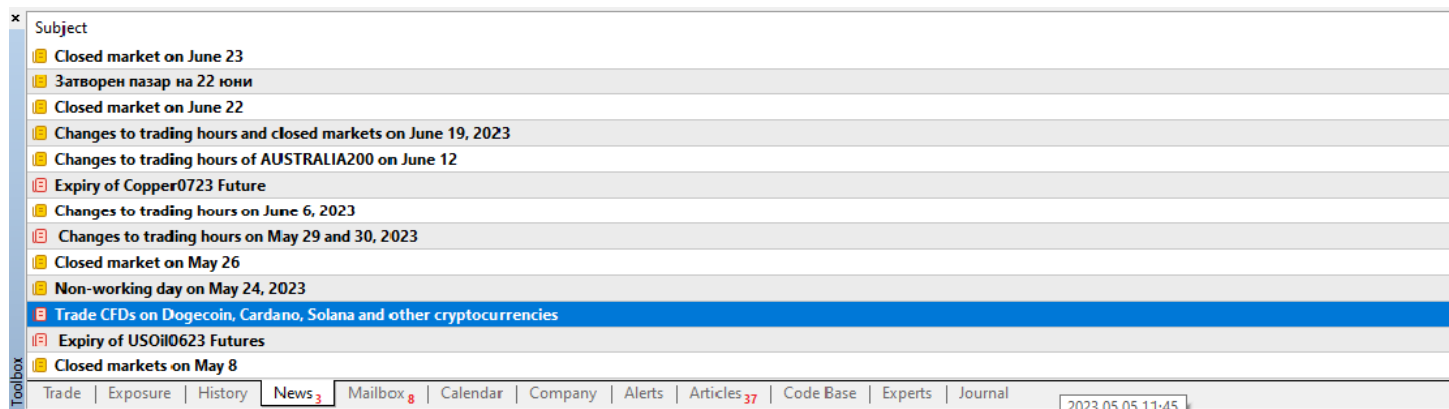 Subject
Closed market on June 23
Затворен пазар на 22 юни
Closed market on June 22
Changes to trading hours and closed markets on June 19, 2023
Changes to trading hours of AUSTRALIA200 on June 12
Expiry of Copper0723 Future
Changes to trading hours on June 6, 2023
Changes to trading hours on May 29 and 30, 2023
Closed market on May 26
Non-working day on May 24, 2023
Trade CFDs on Dogecoin, Cardano, Solana and other cryptocurrencies
Expiry of USOil0623 Futures
Closed markets on May 8
Toolbox
Trade | Exposure | History | News 3 | Mailbox 8 | Calendar | Company | Alerts | Articles 37 | Code Base | Experts | Journal
2023.05.05 11:45